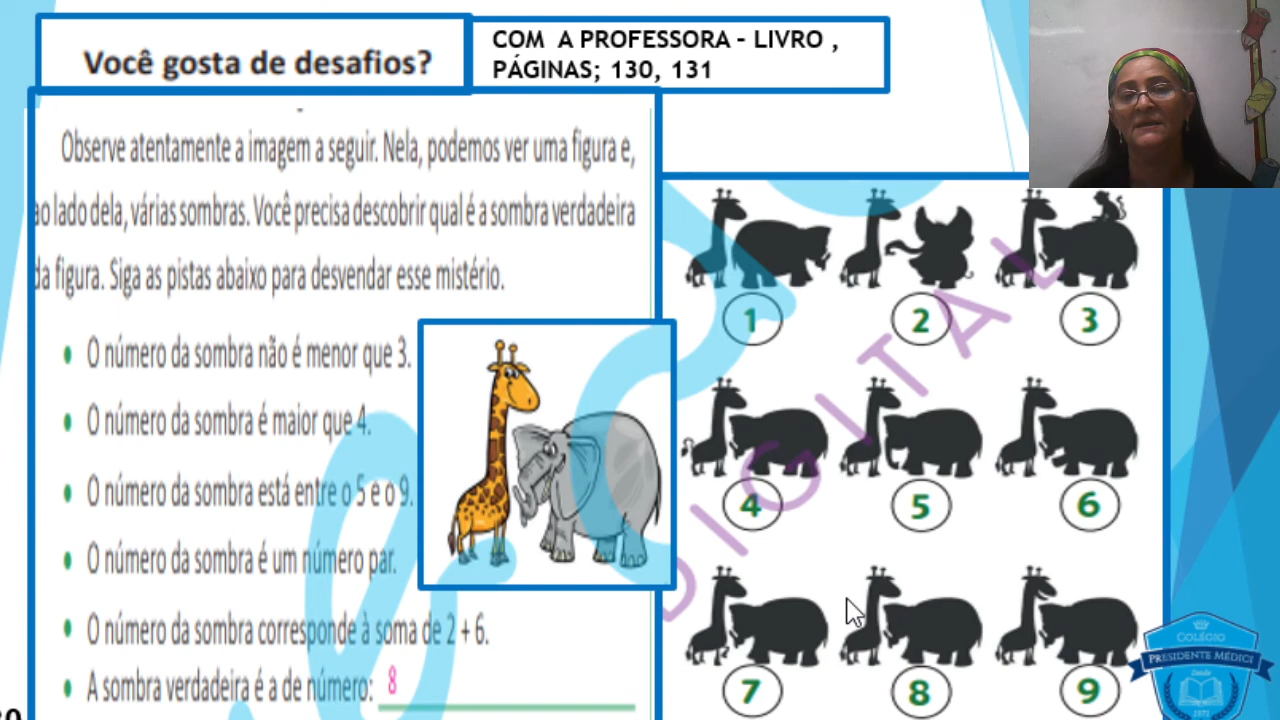 Você gosta de desafios?
COM A PROFESSORA – LIVRO ,
PÁGINAS; 130, 131
Observe atentamente a imagem a seguir. Nela, podemos ver uma figura e,
ao lado dela, várias sombras. Você precisa descobrir qual é a sombra verdadeira
da figura. Siga as pistas abaixo para desvendar esse mistério.
• O número da sombra não é menor que 3.
• O número da sombra é maior que 4.
• O número da sombra está entre o 5 e o 9.
• O número da sombra é um número par.
• O número da sombra corresponde à soma de 2 + 6.
• A sombra verdadeira é a de número: 8
1 2 3
4 5 6
7 8 9
DIGITAL
COLÉGIO
PRESIDENTE MÉDICI